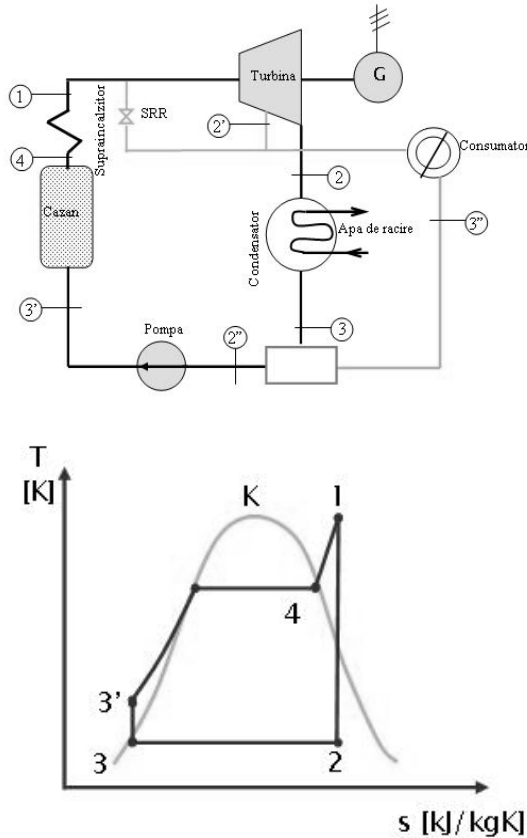 Turbina
G
1
SRR
Supraincalzitor
2'
Consumator
4
2
Cazan
Condensator
Apa de racire
3"
3'
Pompa
3
2"
T
[K]
K
1
4
3'
3
2
s [kJ/kgK]